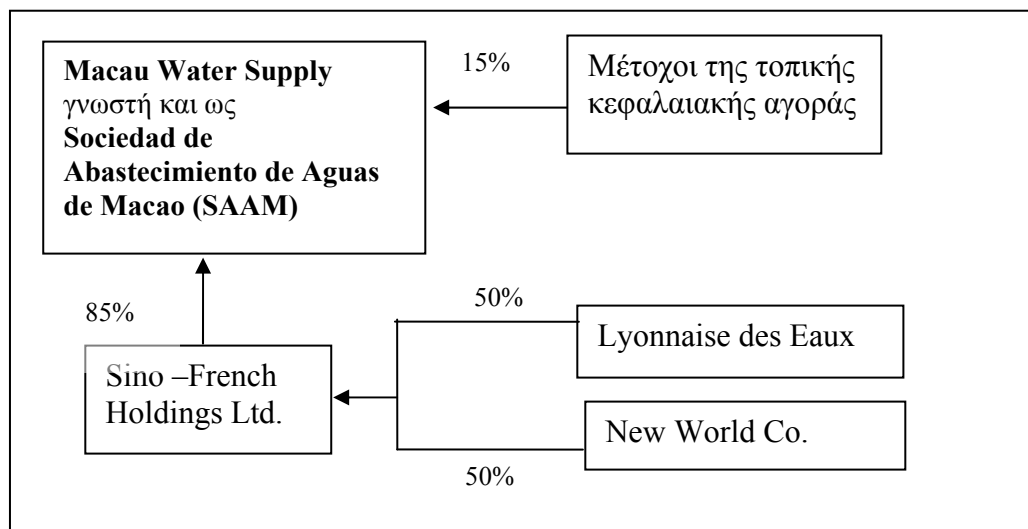 Macau Water Supply
γνωστή και ως
Sociedad de
Abastecimiento de Aguas
de Macao (SAAM)
15%
Μέτοχοι της τοπικής
κεφαλαιακής αγοράς
85%
50%
Lyonnaise des Eaux
Sino –French
Holdings Ltd.
New World Co.
50%